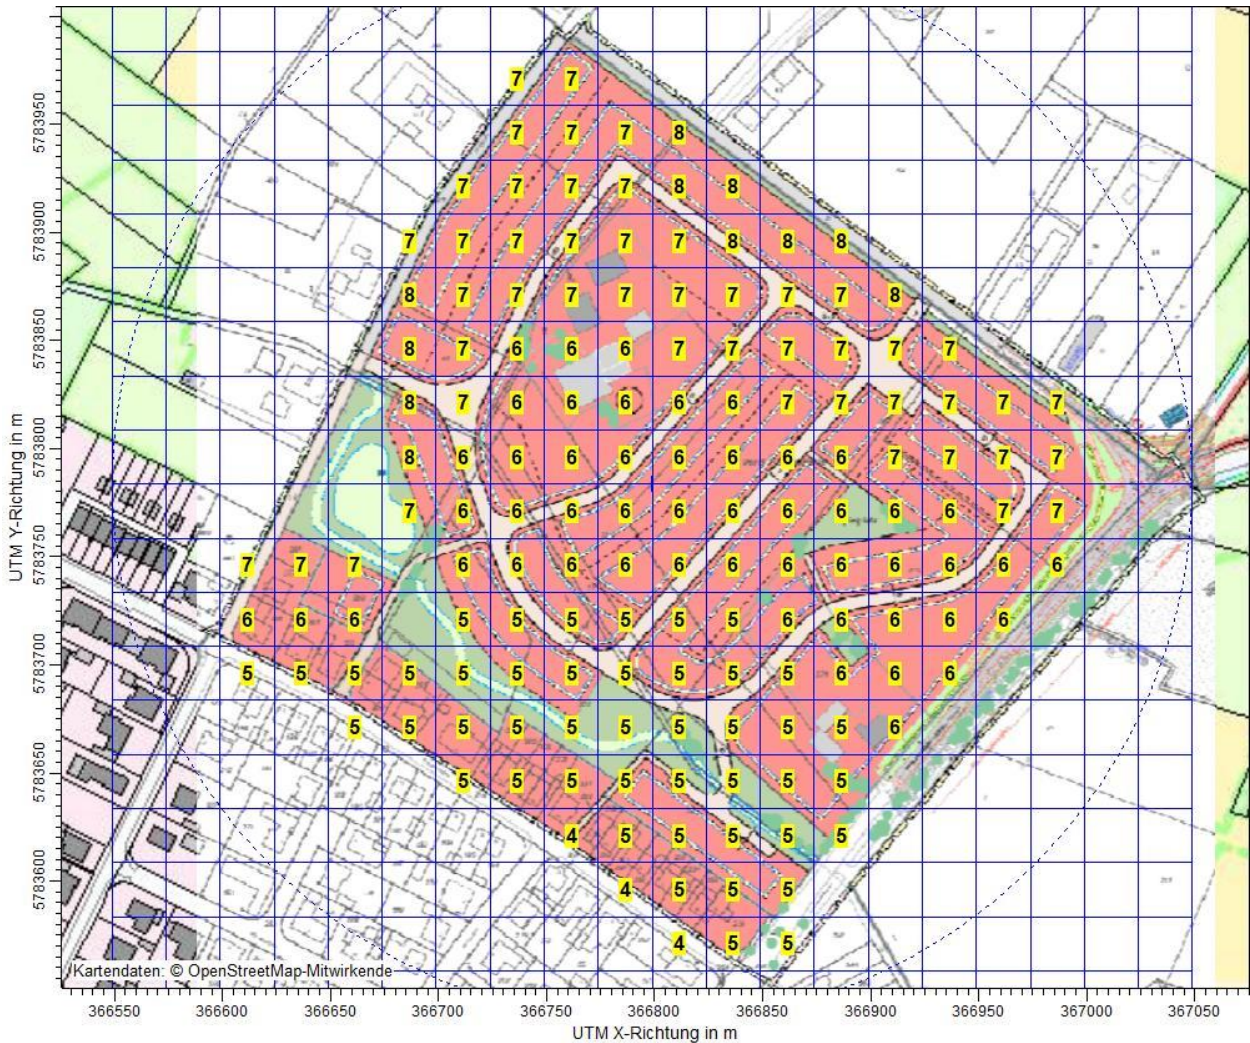 7 7
7 7 7 8
7 7 7 7 8 8
7 7 7 7 7 7 8 8 8
8 7 7 7 7 7 7 7 7 8
8 7 6 6 6 7 7 7 7 7 7
8 7 6 6 6 6 6 7 7 7 7 7 7
8 6 6 6 6 6 6 6 6 7 7 7 7
7 6 6 6 6 6 6 6 6 6 6 7 7
7 7 7 6 6 6 6 6 6 6 6 6 6 6
6 6 6 5 5 5 5 5 5 6 6 6 6 6
5 5 5 5 5 5 5 5 5 5 5 6 6 6
5 5 5 5 5 5 5 5 5 5 6
5 5 5 5 5 5 5 5
4 5 5 5 5 5
4 5 5 5
4 5 5
Kartendaten: © OpenStreetMap-Mitwirkende
UTM Y-Richtung in m
5783950
5783900
5783850
5783800
5783750
5783700
5783650
5783600
366550 366600 366650 366700 366750 366800 366850 366900 366950 367000 367050
UTM X-Richtung in m